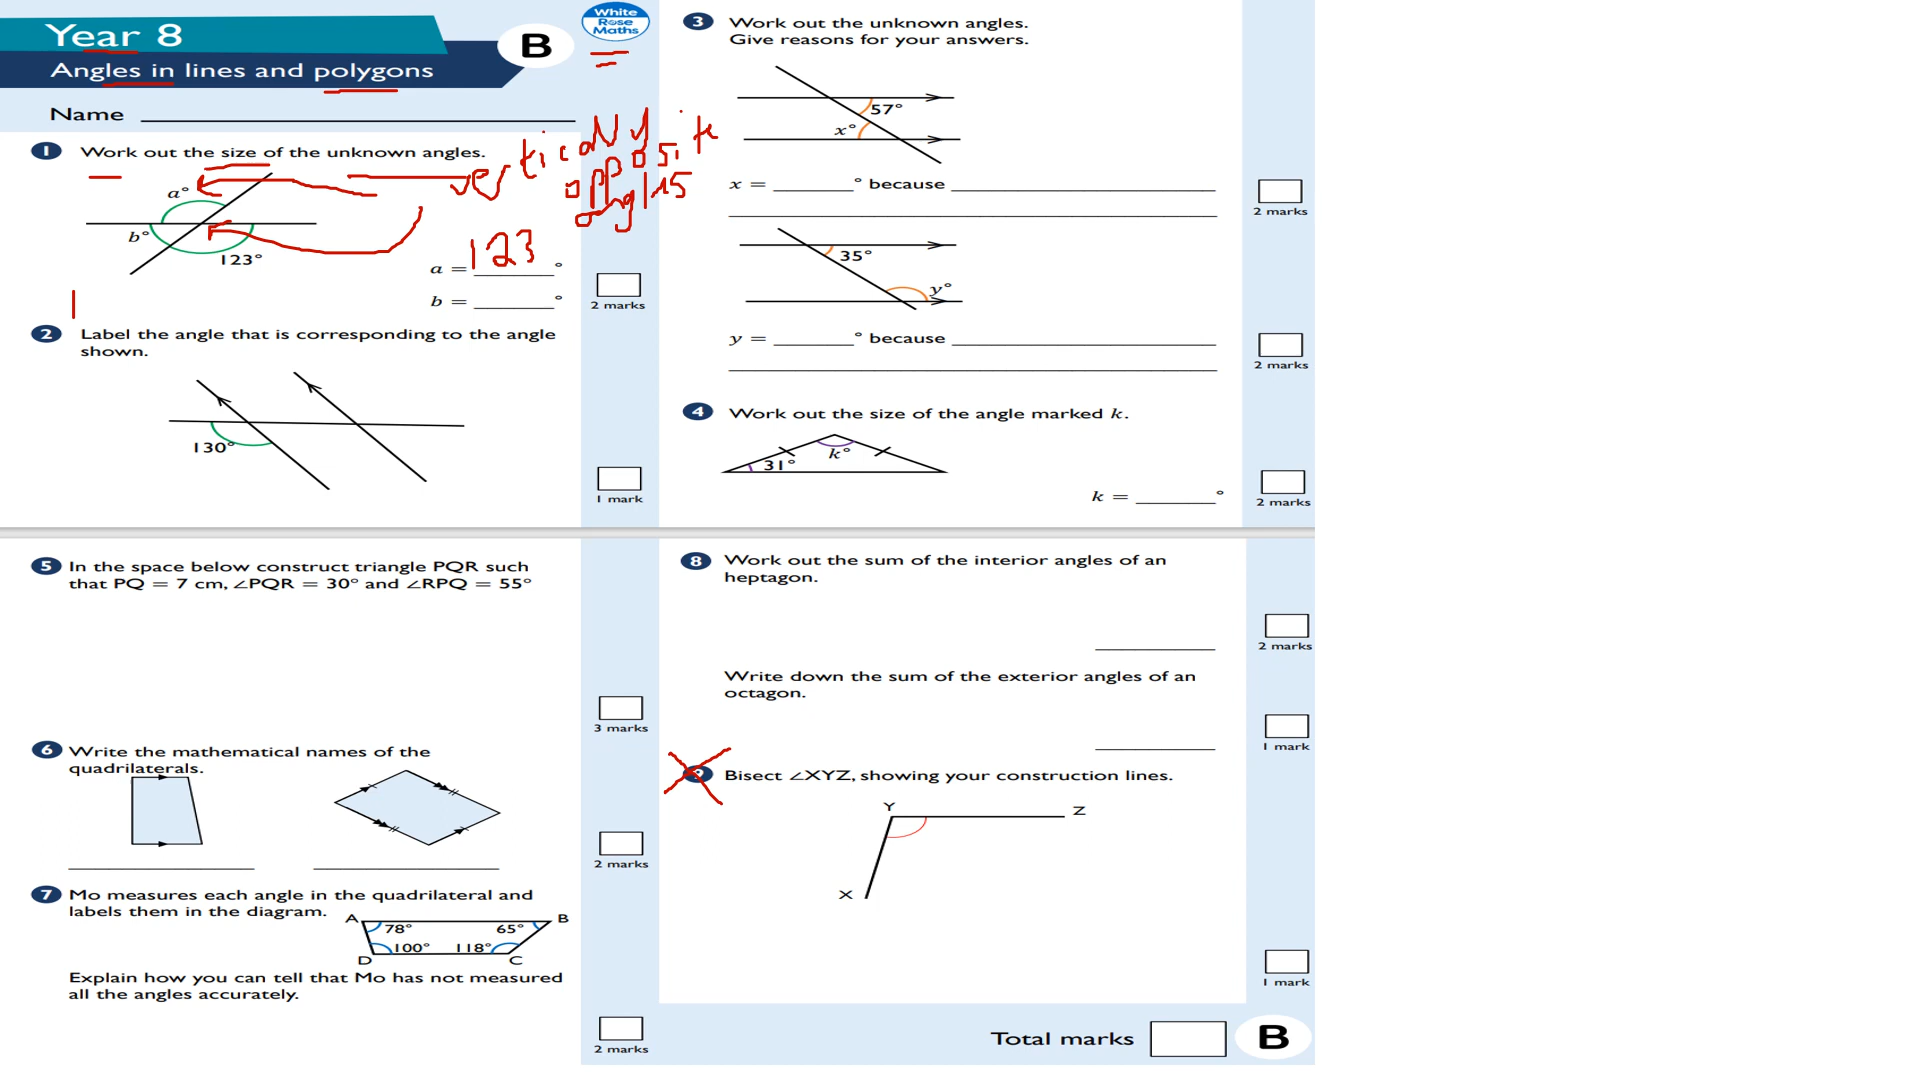 Year 8
Angles in lines and polygons
B
White
Rose
Maths
Name
1 Work out the size of the unknown angles.
vertically
opposite
angles
a°
b°
123°
a = 123°
b = ____°
2 marks
2 Label the angle that is corresponding to the angle
shown.
130°
1 mark
3 Work out the unknown angles.
Give reasons for your answers.
57°
x°
x = ____° because
2 marks
35°
y°
y = ____° because
2 marks
4 Work out the size of the angle marked k.
31°
k°
k = ____°
2 marks
5 In the space below construct triangle PQR such
that PQ = 7 cm, ∠PQR = 30° and ∠RPQ = 55°
3 marks
6 Write the mathematical names of the
quadrilaterals.
2 marks
7 Mo measures each angle in the quadrilateral and
labels them in the diagram.
A
B
78°
65°
100°
118°
D
C
Explain how you can tell that Mo has not measured
all the angles accurately.
2 marks
8 Work out the sum of the interior angles of an
heptagon.
2 marks
Write down the sum of the exterior angles of an
octagon.
1 mark
9 Bisect ∠XYZ, showing your construction lines.
Y
Z
X
1 mark
Total marks
B